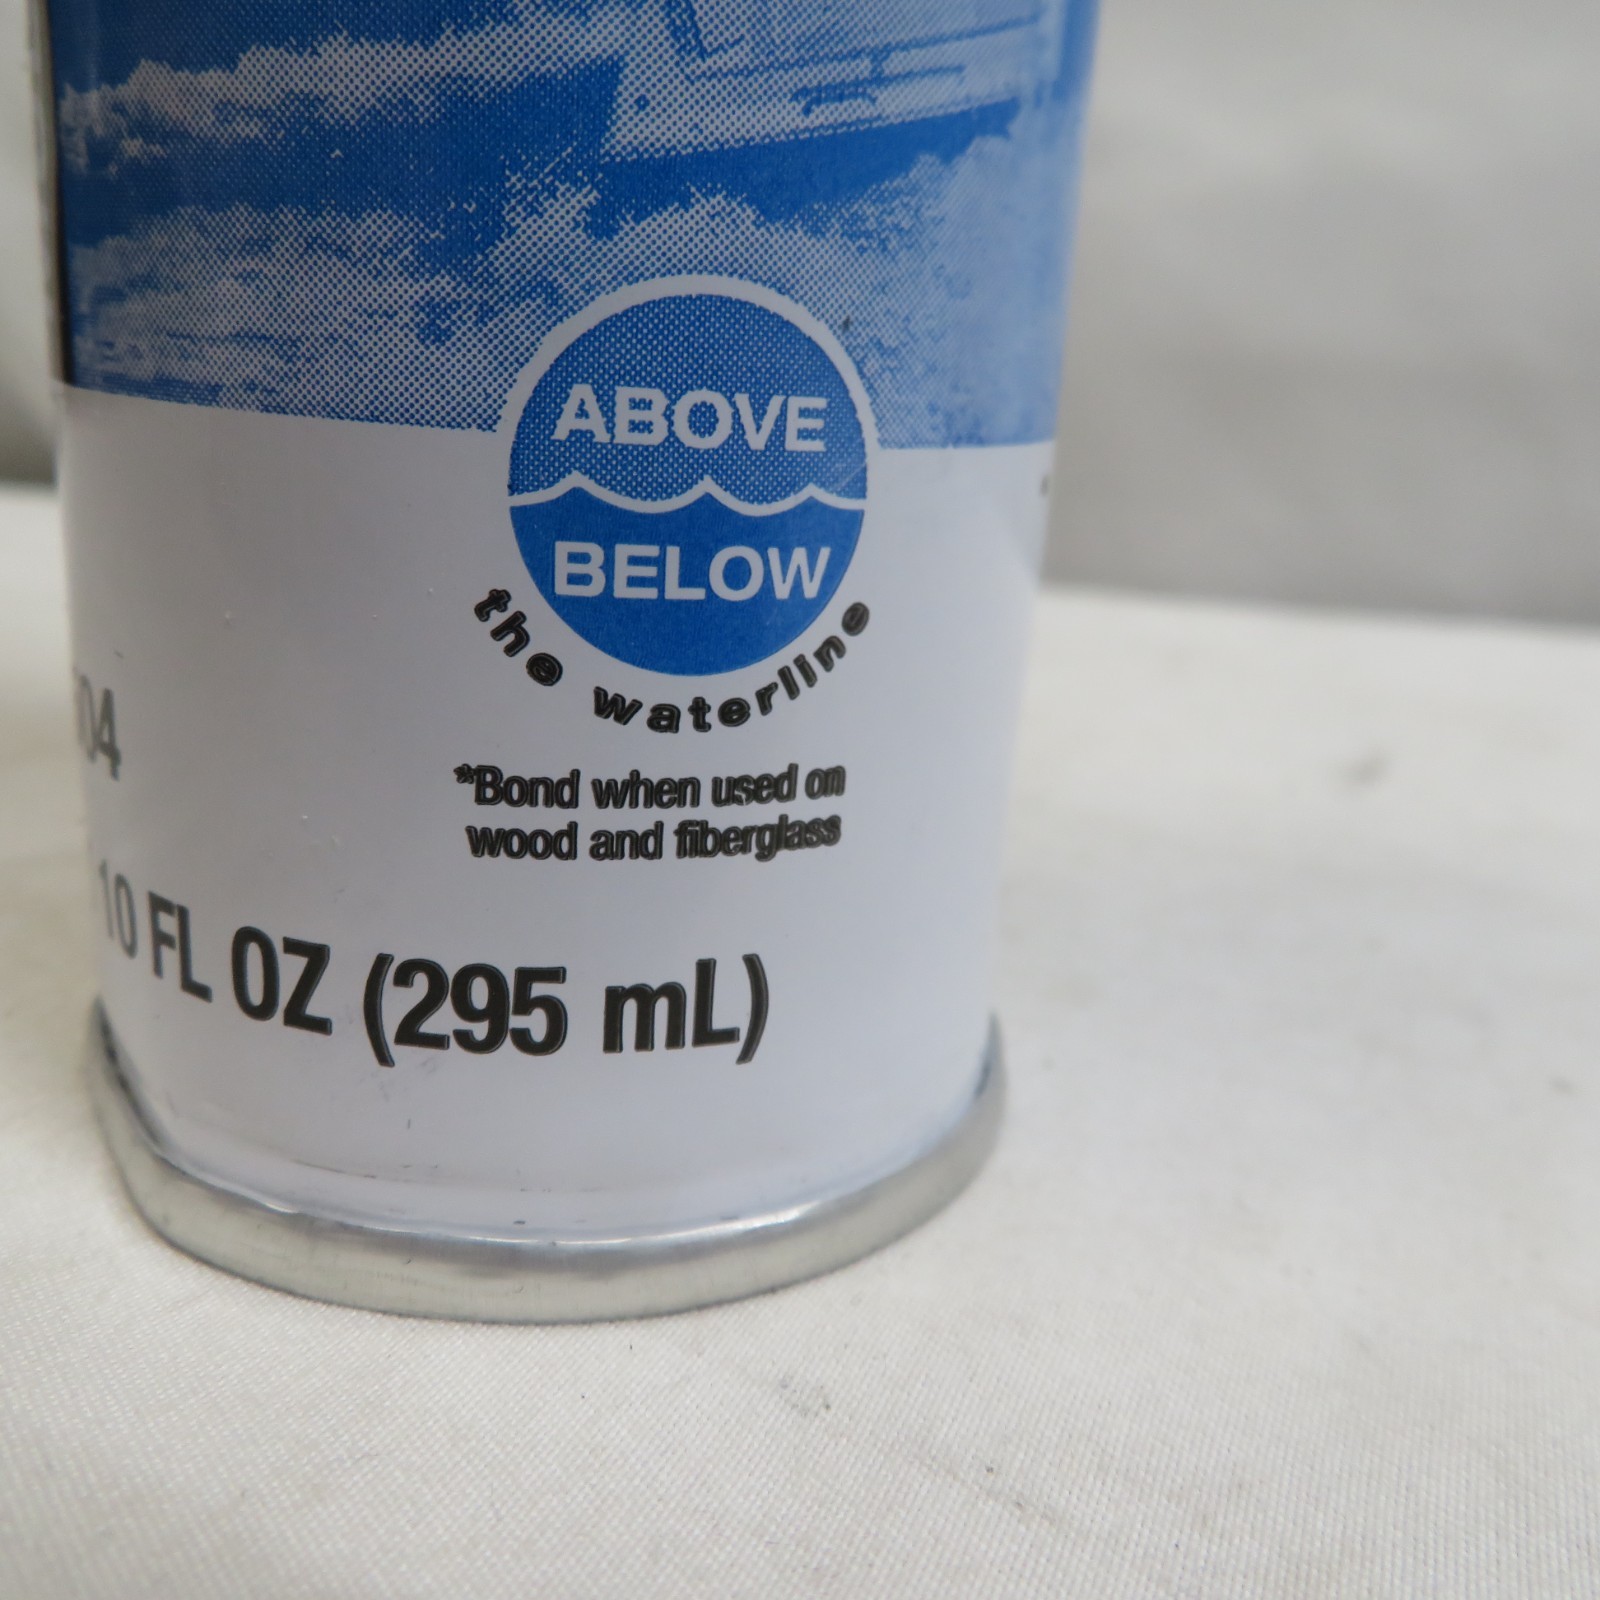 ABOVE
BELOW
the waterline
*Bond when used on
wood and fiberglass
10 FL OZ (295 mL)